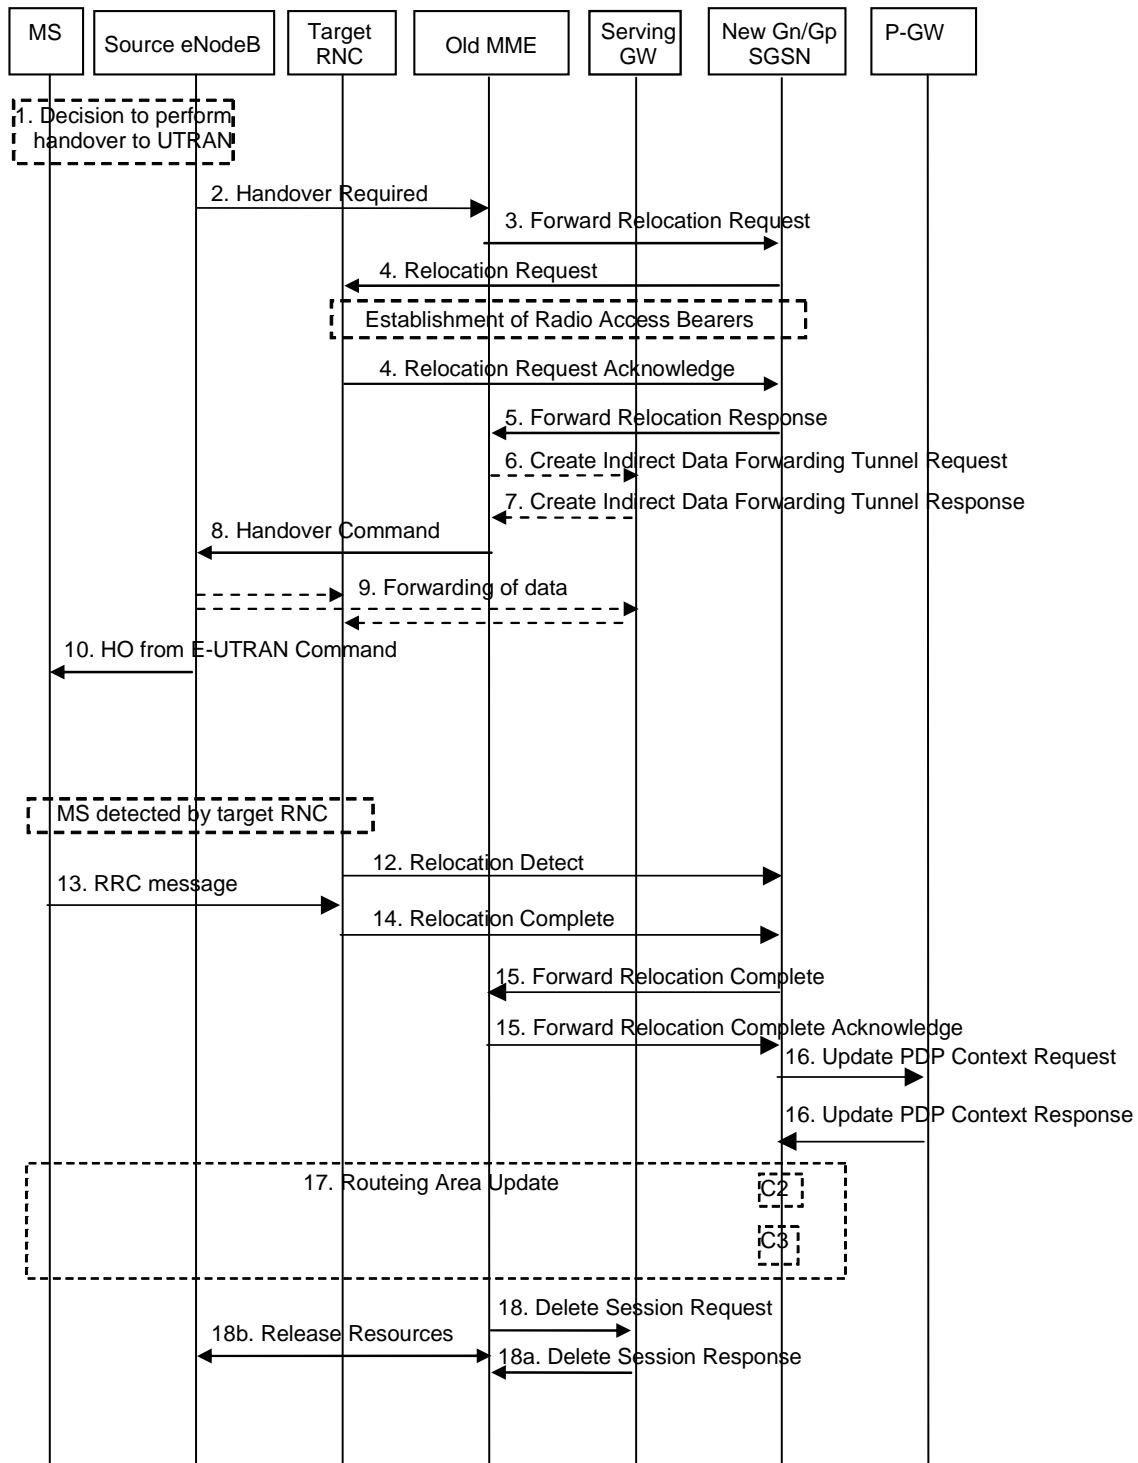 MS
Source eNodeB
Target
RNC
Old MME
Serving
GW
New Gn/Gp
SGSN
P-GW
1. Decision to perform
handover to UTRAN
2. Handover Required
3. Forward Relocation Request
4. Relocation Request
Establishment of Radio Access Bearers
4. Relocation Request Acknowledge
5. Forward Relocation Response
6. Create Indirect Data Forwarding Tunnel Request
7. Create Indirect Data Forwarding Tunnel Response
8. Handover Command
9. Forwarding of data
10. HO from E-UTRAN Command
MS detected by target RNC
12. Relocation Detect
13. RRC message
14. Relocation Complete
15. Forward Relocation Complete
15. Forward Relocation Complete Acknowledge
16. Update PDP Context Request
16. Update PDP Context Response
17. Routeing Area Update
C2
C3
18. Delete Session Request
18b. Release Resources
18a. Delete Session Response